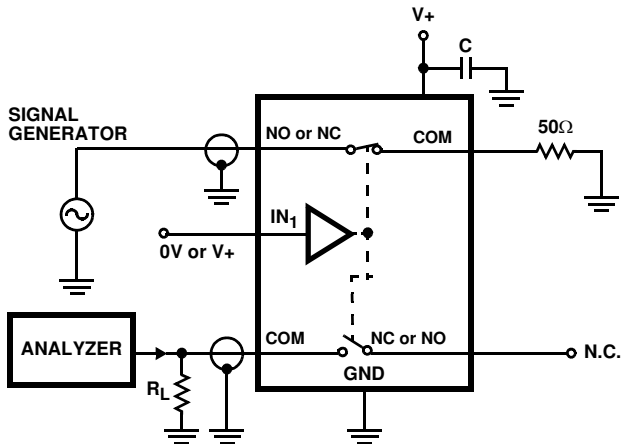 V+
C
SIGNAL
GENERATOR
NO or NC
COM
50Ω
IN1
0V or V+
ANALYZER
COM
NC or NO
N.C.
RL
GND